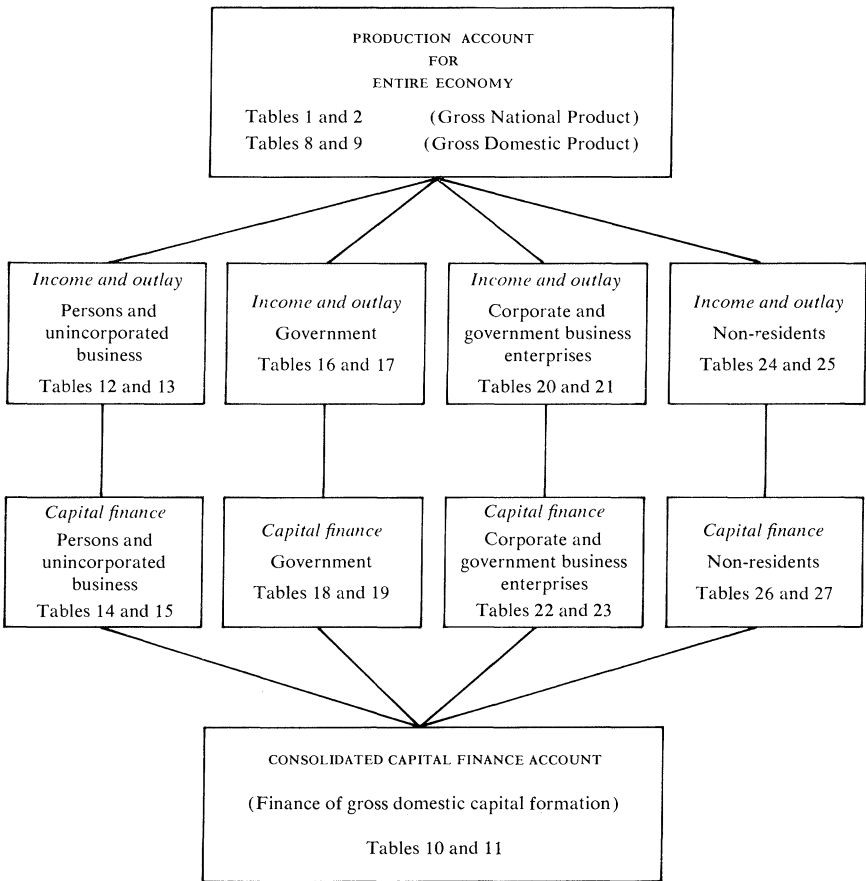 PRODUCTION ACCOUNT
FOR
ENTIRE ECONOMY
Tables 1 and 2 (Gross National Product)
Tables 8 and 9 (Gross Domestic Product)
Income and outlay
Persons and
unincorporated
business
Tables 12 and 13
Income and outlay
Government
Tables 16 and 17
Income and outlay
Corporate and
government business
enterprises
Tables 20 and 21
Income and outlay
Non-residents
Tables 24 and 25
Capital finance
Persons and
unincorporated
business
Tables 14 and 15
Capital finance
Government
Tables 18 and 19
Capital finance
Corporate and
government business
enterprises
Tables 22 and 23
Capital finance
Non-residents
Tables 26 and 27
CONSOLIDATED CAPITAL FINANCE ACCOUNT
(Finance of gross domestic capital formation)
Tables 10 and 11